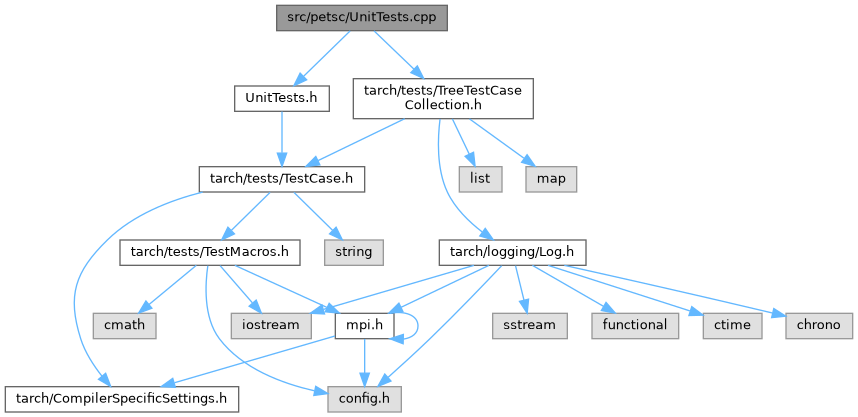 src/petsc/UnitTests.cpp
UnitTests.h
tarch/tests/TreeTestCase
Collection.h
tarch/tests/TestCase.h
list
map
tarch/tests/TestMacros.h
string
tarch/logging/Log.h
cmath
iostream
mpi.h
sstream
functional
ctime
chrono
tarch/CompilerSpecificSettings.h
config.h